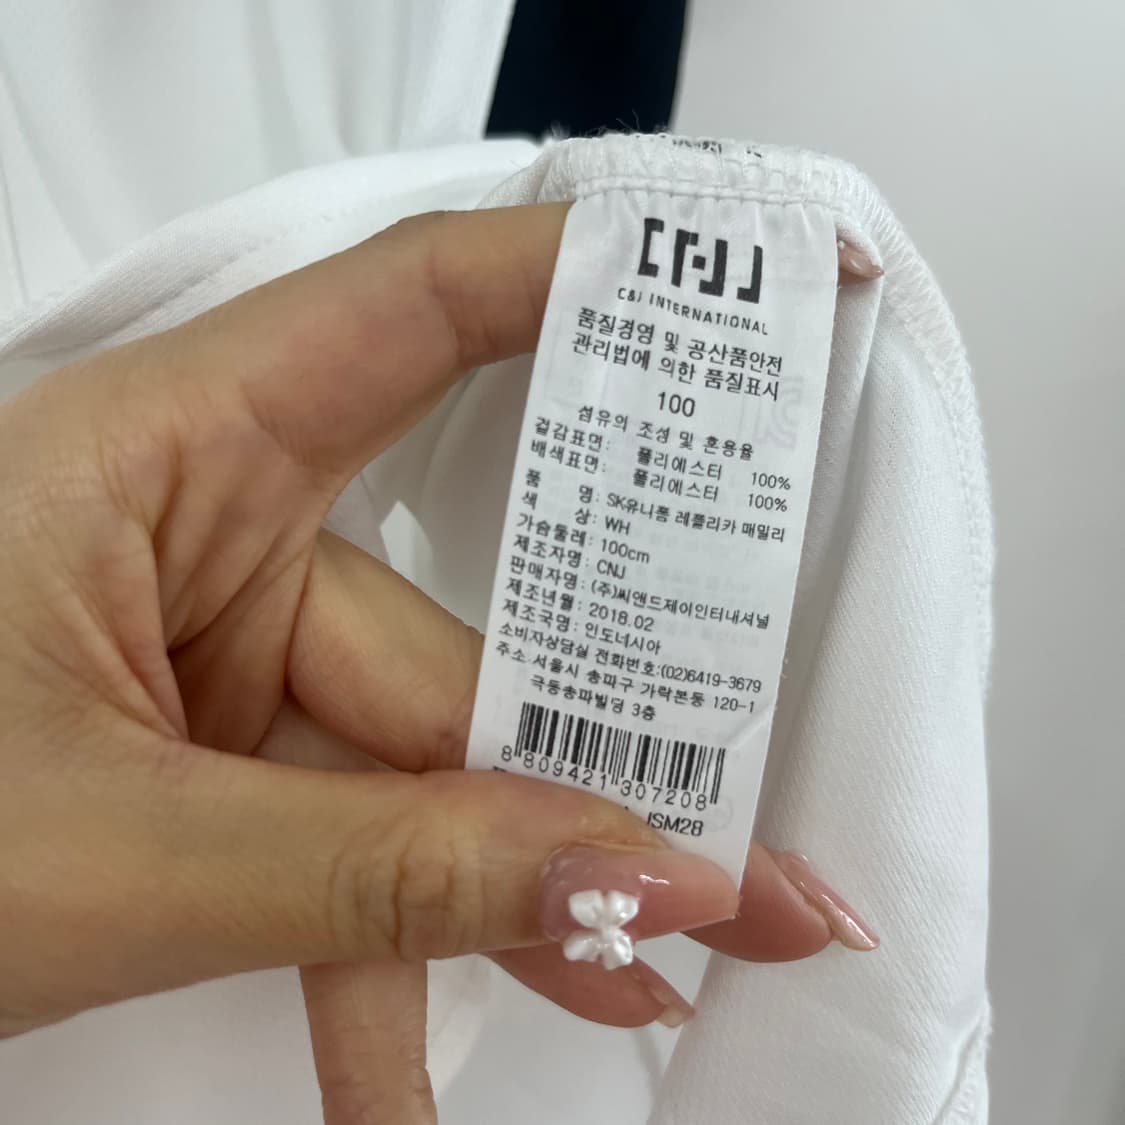 C&J INTERNATIONAL
품질경영 및 공산품안전
관리법에 의한 품질표시
100
섬유의 조성 및 혼용율
겉감표면: 폴리에스터 100%
배색표면: 폴리에스터 100%
품 명: SK유니폼 레플리카 매밀리
색 상: WH
가슴둘레: 100cm
제조자명: CNJ
판매자명: (주)씨앤드제이인터내셔널
제조년월: 2018.02
제조국명: 인도네시아
소비자상담실 전화번호:(02)6419-3679
주소:서울시 송파구 가락본동 120-1
극동송파빌딩 3층
8 809421 307208
JSM28